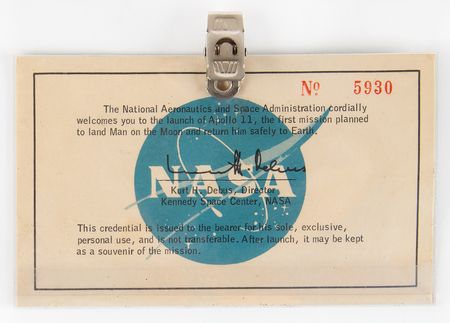 Nº 5930
The National Aeronautics and Space Administration cordially
welcomes you to the launch of Apollo 11, the first mission planned
to land Man on the Moon and return him safely to Earth.
Kurt H. Debus
NASA
Kurt H. Debus, Director
Kennedy Space Center, NASA
This credential is issued to the bearer for his sole, exclusive,
personal use, and is not transferable. After launch, it may be kept
as a souvenir of the mission.